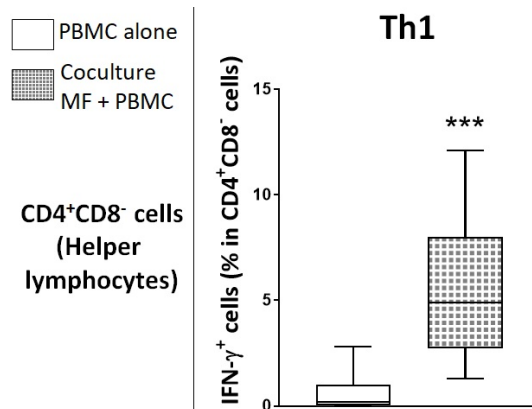 PBMC alone
Coculture
MF + PBMC
CD4⁺CD8⁻ cells
(Helper
lymphocytes)
Th1
IFN-γ⁺ cells (% in CD4⁺CD8⁻ cells)
15
10
5
0
***